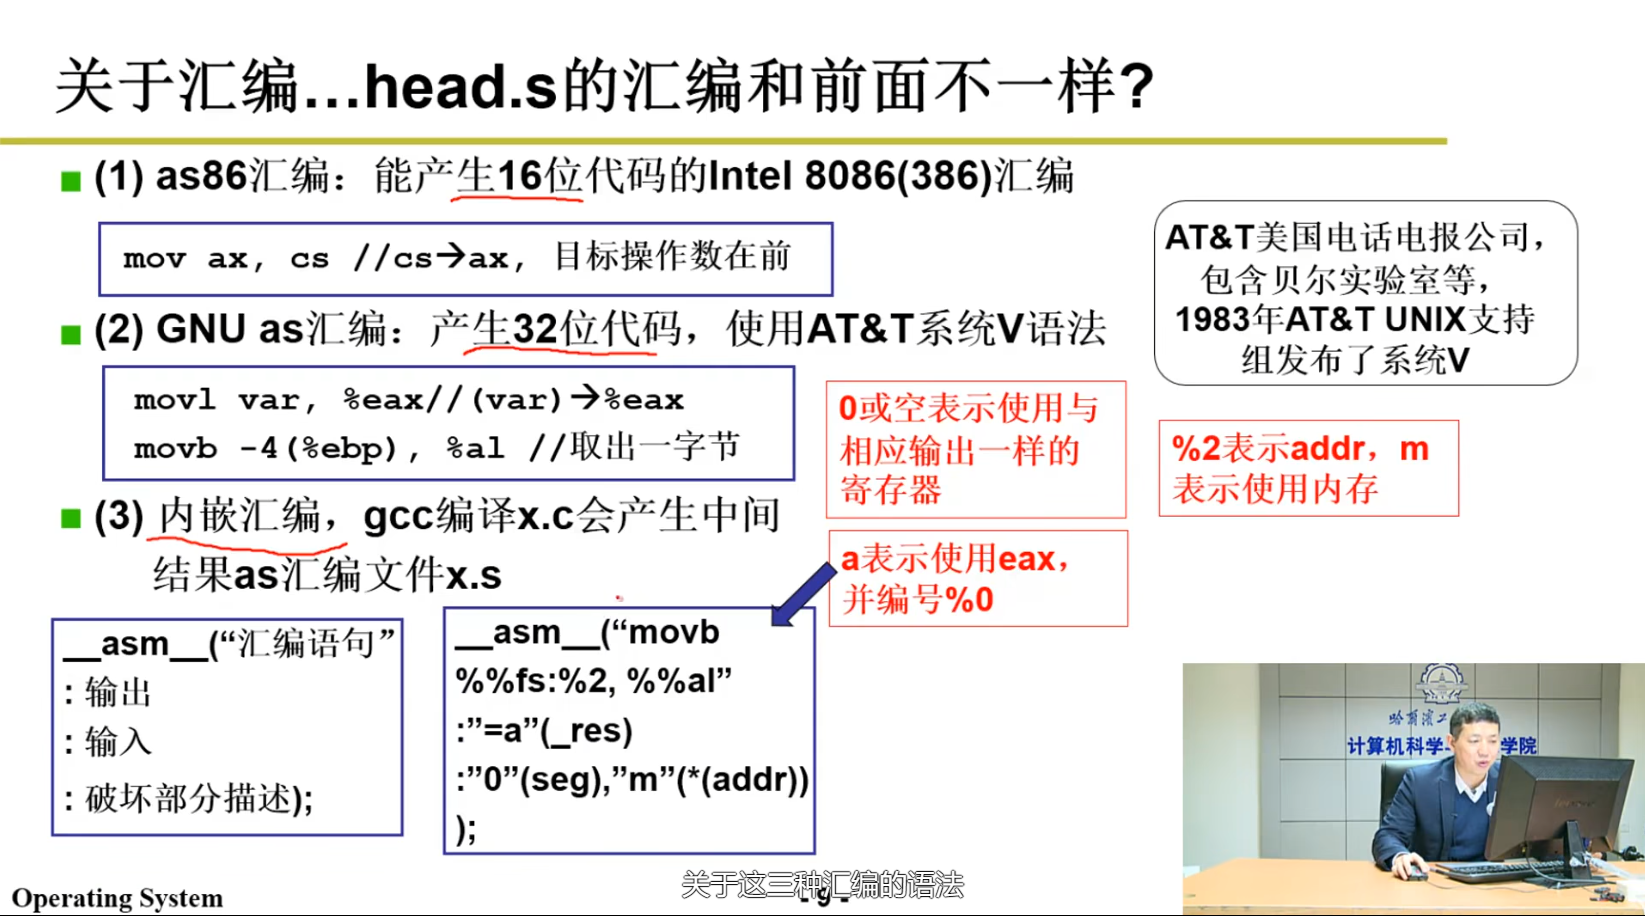 关于汇编…head.s的汇编和前面不一样?
(1) as86汇编：能产生16位代码的Intel 8086(386)汇编
mov ax, cs //cs→ax, 目标操作数在前
AT&T美国电话电报公司，
包含贝尔实验室等，
1983年AT&T UNIX支持
组发布了系统V
(2) GNU as汇编：产生32位代码，使用AT&T系统V语法
movl var, %eax//(var)→%eax
movb -4(%ebp), %al //取出一字节
0或空表示使用与
相应输出一样的
寄存器
%2表示addr，m
表示使用内存
(3) 内嵌汇编，gcc编译x.c会产生中间
结果as汇编文件x.s
a表示使用eax，
并编号%0
__asm__(“汇编语句”
: 输出
: 输入
: 破坏部分描述);
__asm__(“movb
%%fs:%2, %%al”
:”=a”(_res)
:”0”(seg),”m”(*(addr))
);
计算机科学
学院
关于这三种汇编的语法
Operating System
- 9 -